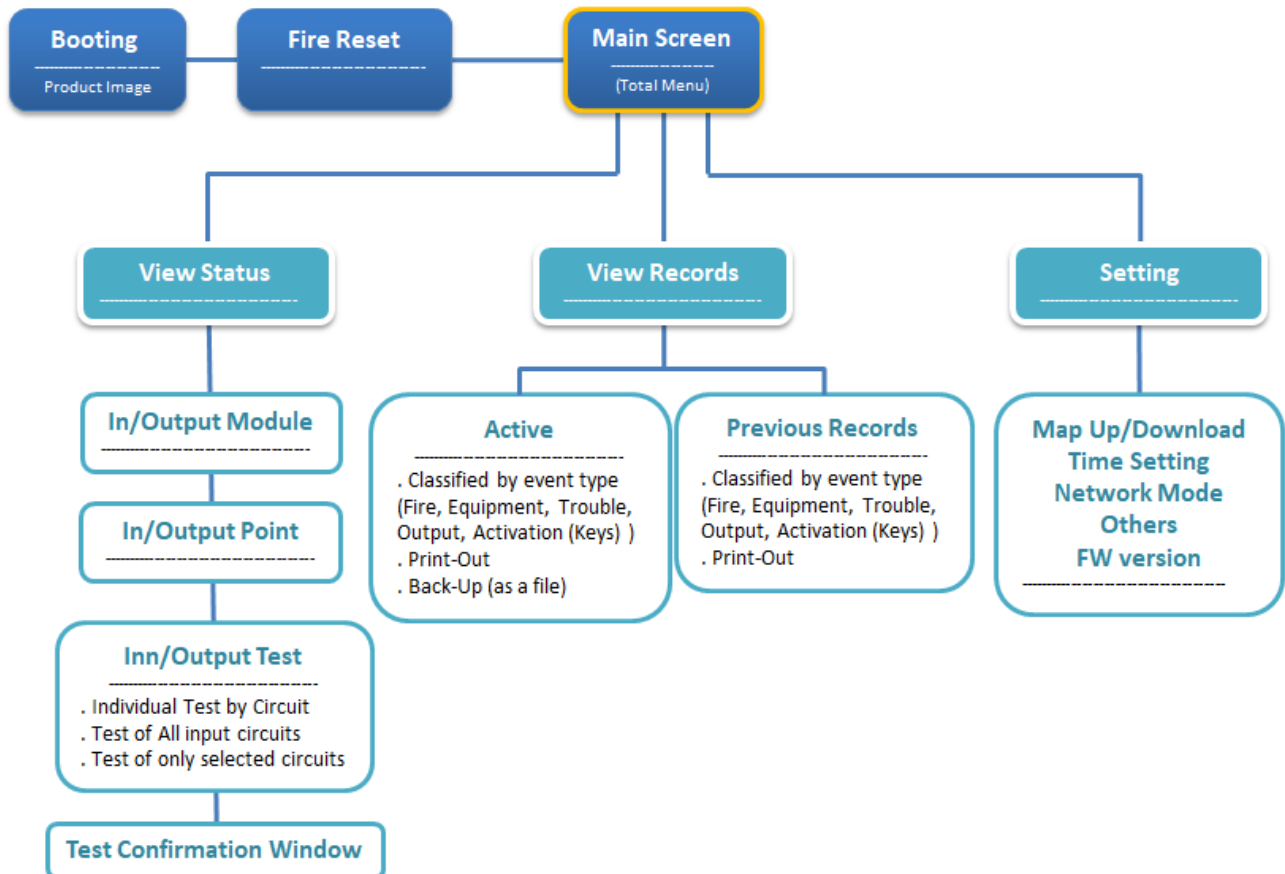 Booting
Product Image
Fire Reset
Main Screen
(Total Menu)
View Status
View Records
Setting
In/Output Module
In/Output Point
Inn/Output Test
. Individual Test by Circuit
. Test of All input circuits
. Test of only selected circuits
Test Confirmation Window
Active
. Classified by event type
(Fire, Equipment, Trouble,
Output, Activation (Keys) )
. Print-Out
. Back-Up (as a file)
Previous Records
. Classified by event type
(Fire, Equipment, Trouble,
Output, Activation (Keys) )
. Print-Out
Map Up/Download
Time Setting
Network Mode
Others
FW version